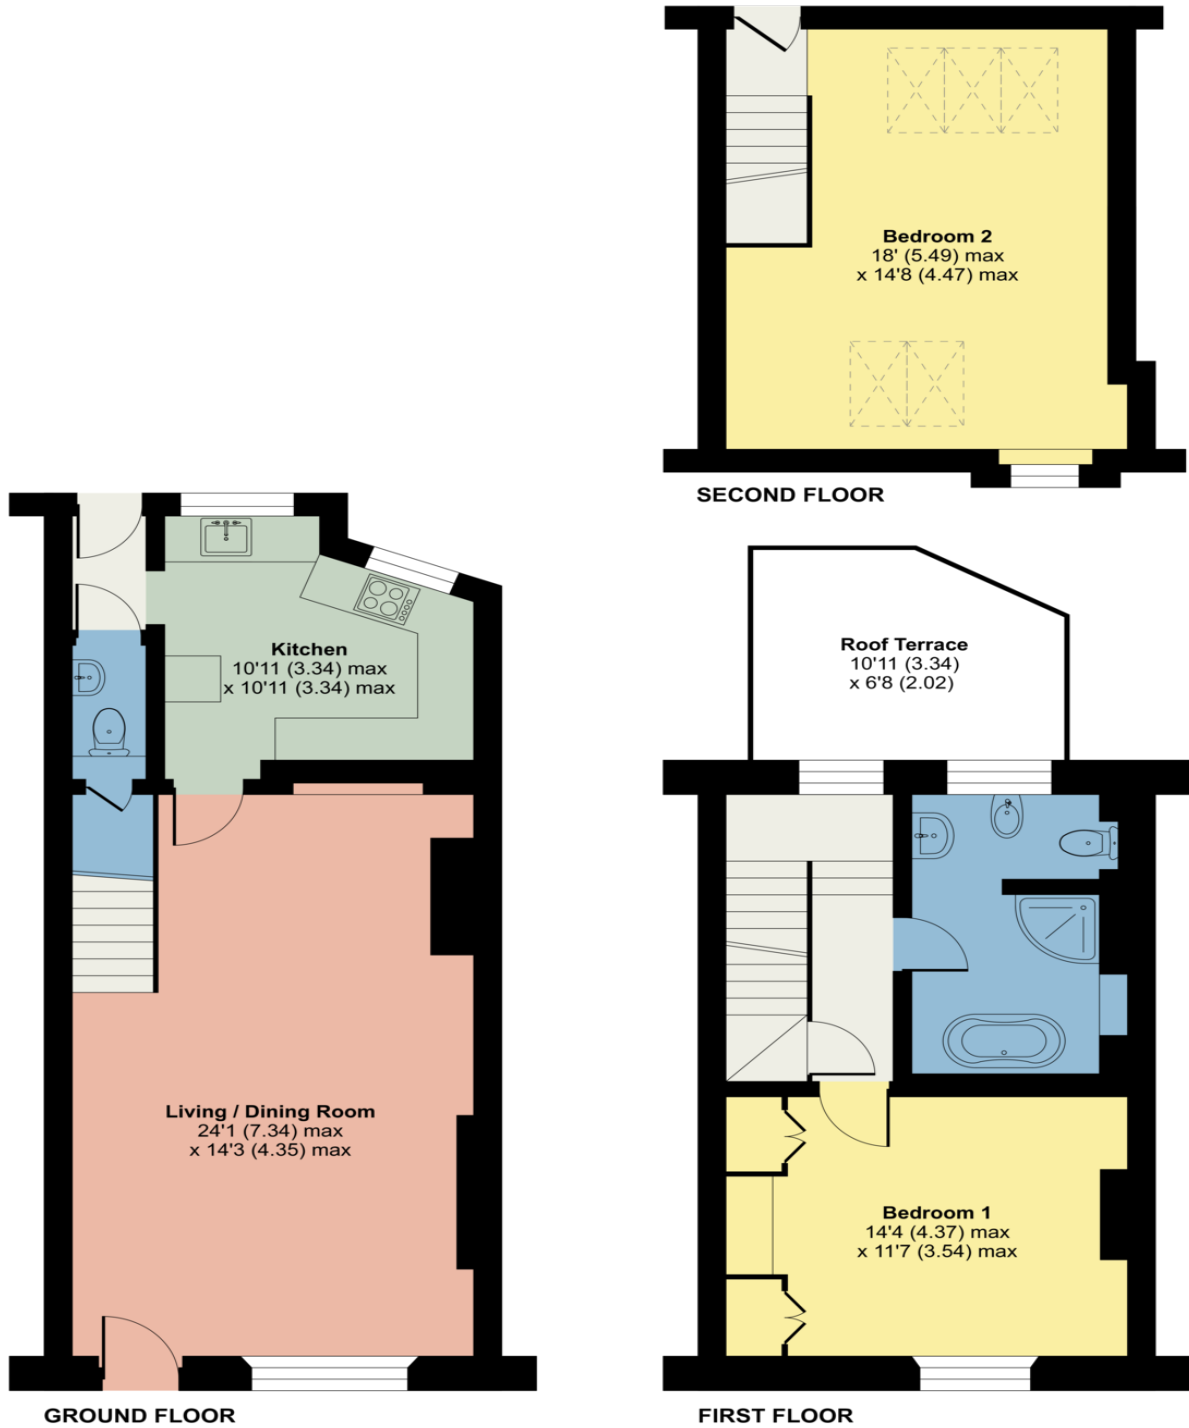 Bedroom 2
18' (5.49) max
x 14'8 (4.47) max
SECOND FLOOR
Kitchen
10'11 (3.34) max
x 10'11 (3.34) max
Roof Terrace
10'11 (3.34)
x 6'8 (2.02)
Living / Dining Room
24'1 (7.34) max
x 14'3 (4.35) max
Bedroom 1
14'4 (4.37) max
x 11'7 (3.54) max
GROUND FLOOR
FIRST FLOOR